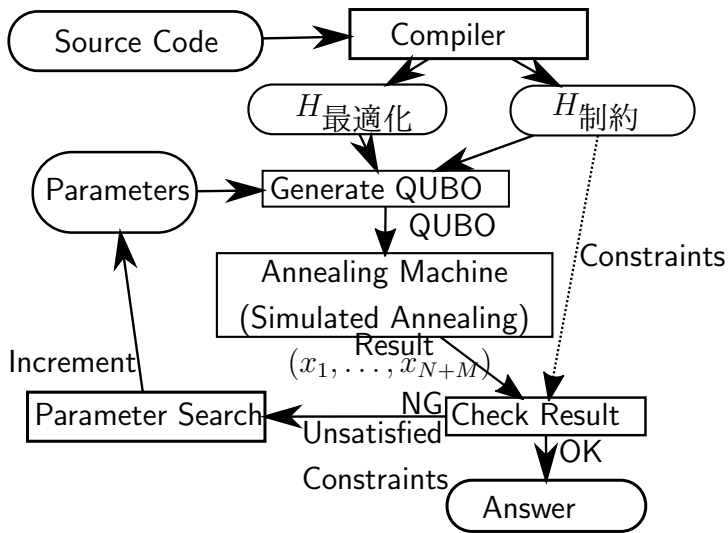 Source Code
Compiler
H最適化
H制約
Parameters
Generate QUBO
QUBO
Constraints
Annealing Machine
(Simulated Annealing)
Result
(x1, . . . , xN+M)
Increment
Parameter Search
NG
Unsatisfied
Constraints
Check Result
OK
Answer